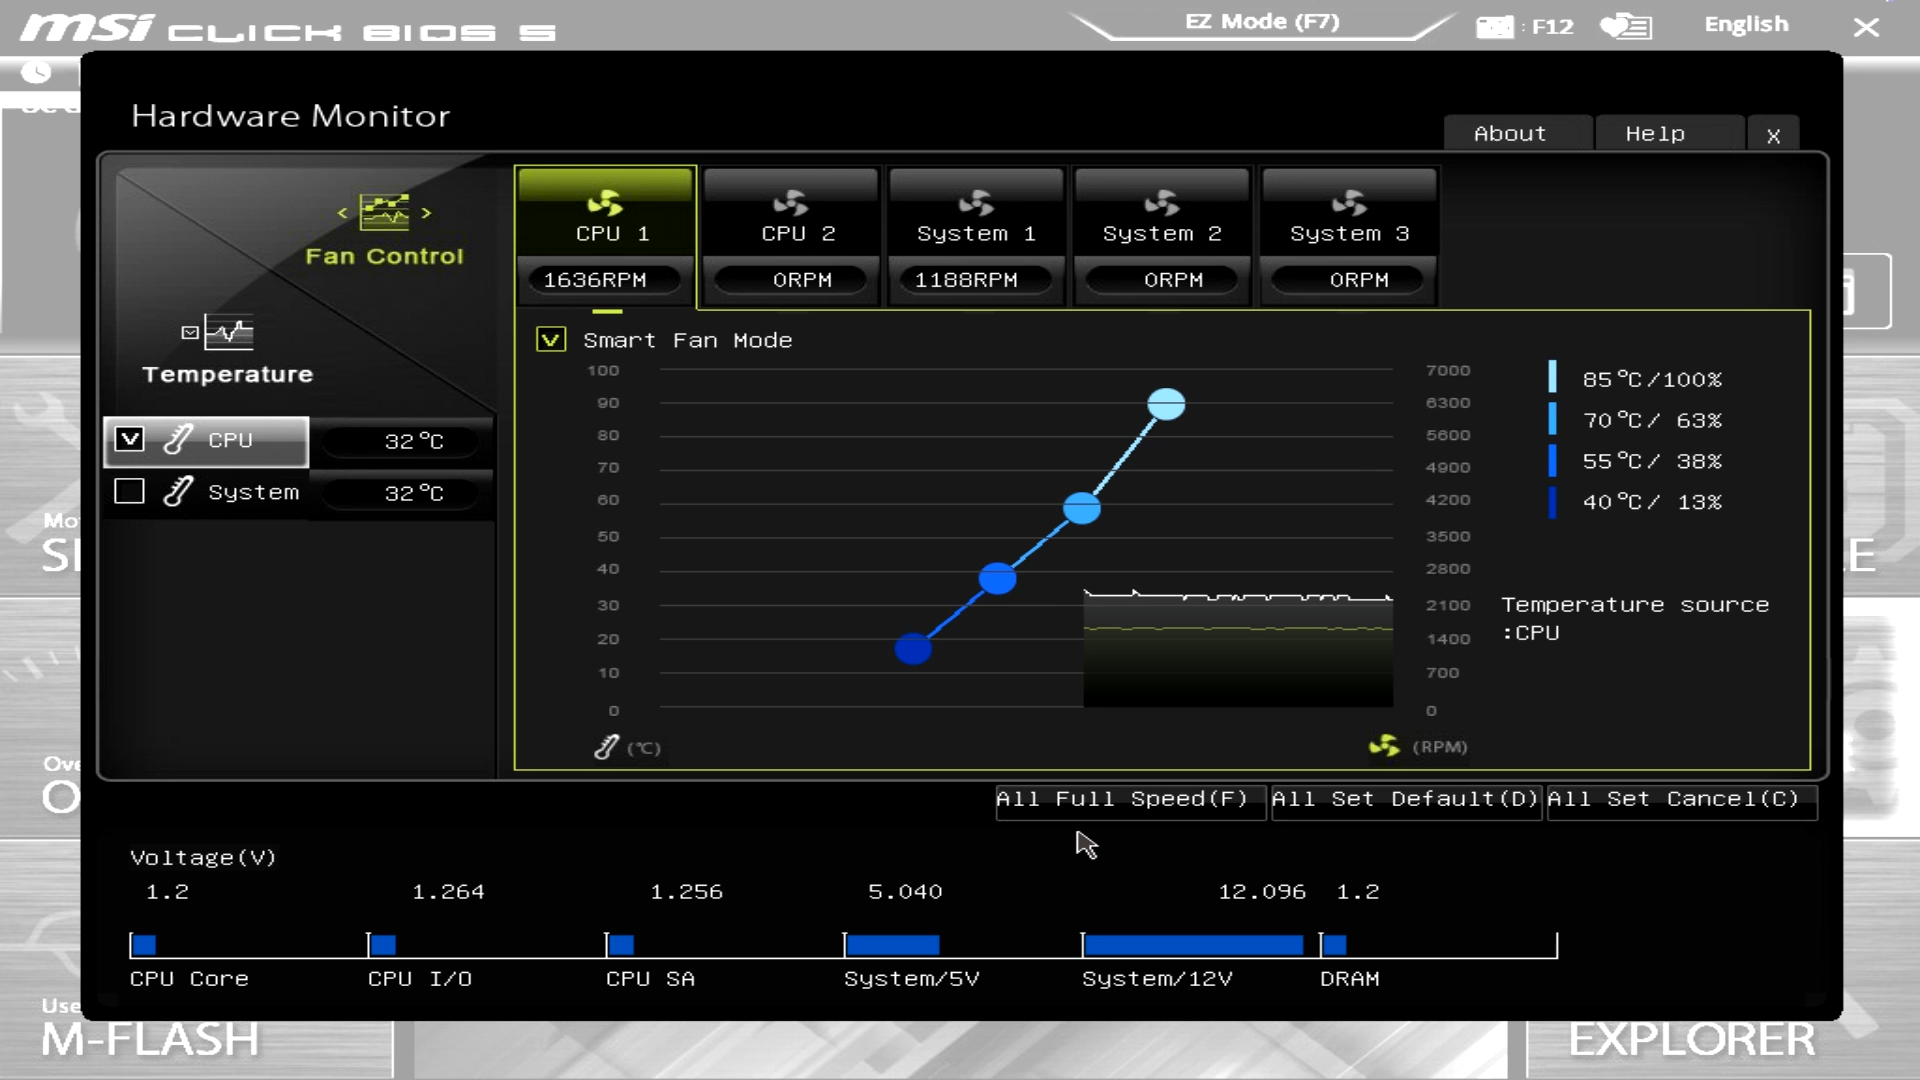 msi CLICK BIOS 5
EZ Mode (F7)
: F12
English
X
Hardware Monitor
About
Help
x
Fan Control
Temperature
CPU
32°C
System
32°C
CPU 1
1636RPM
CPU 2
0RPM
System 1
1188RPM
System 2
0RPM
System 3
0RPM
Smart Fan Mode
100
90
80
70
60
50
40
30
20
10
0
(°C)
7000
6300
5600
4900
4200
3500
2800
2100
1400
700
0
(RPM)
85°C/100%
70°C/ 63%
55°C/ 38%
40°C/ 13%
Temperature source
:CPU
All Full Speed(F)
All Set Default(D)
All Set Cancel(C)
Voltage(V)
1.2
1.264
1.256
5.040
12.096
1.2
CPU Core
CPU I/O
CPU SA
System/5V
System/12V
DRAM
M-FLASH
EXPLORER